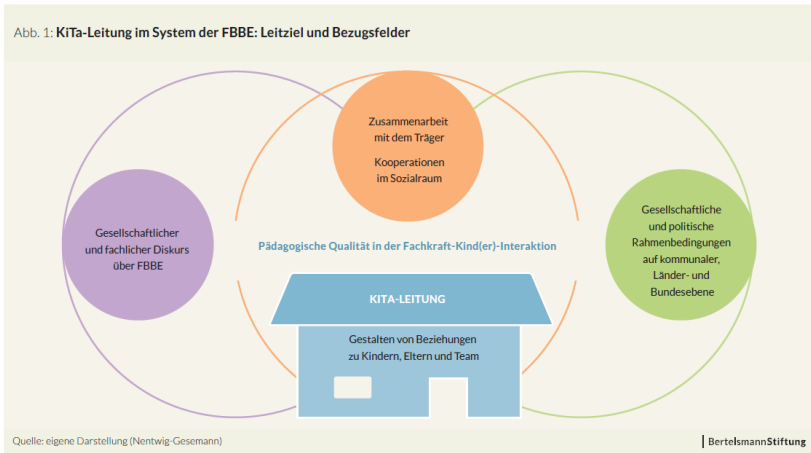 Abb. 1: KiTa-Leitung im System der FBBE: Leitziel und Bezugsfelder
Zusammenarbeit
mit dem Träger
Kooperationen
im Sozialraum
Gesellschaftlicher
und fachlicher Diskurs
über FBBE
Gesellschaftliche
und politische
Rahmenbedingungen
auf kommunaler,
Länder- und
Bundesebene
Pädagogische Qualität in der Fachkraft-Kind(er)-Interaktion
KITA-LEITUNG
Gestalten von Beziehungen
zu Kindern, Eltern und Team
Quelle: eigene Darstellung (Nentwig-Gesemann)
BertelsmannStiftung